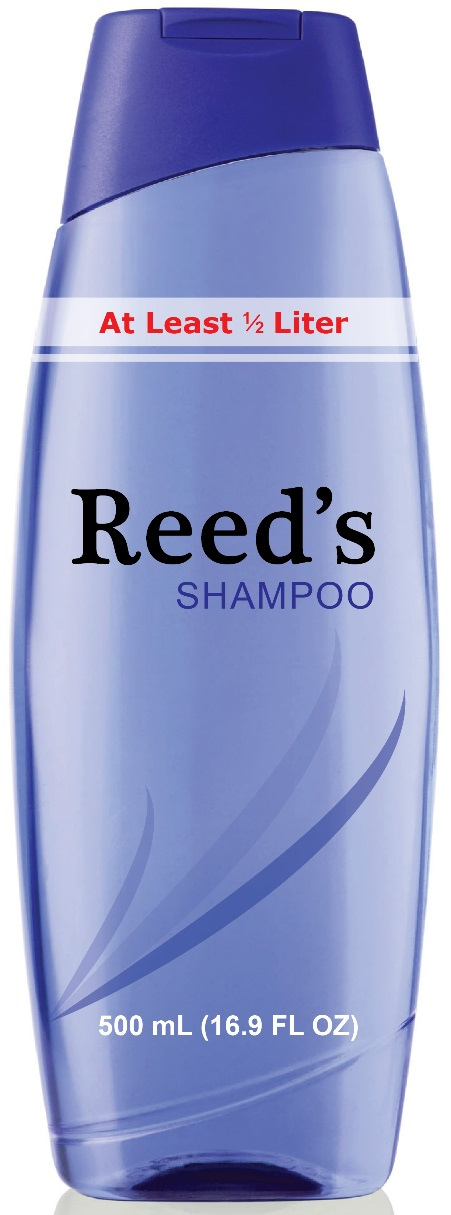 At Least ½ Liter
Reed’s
SHAMPOO
500 mL (16.9 FL OZ)